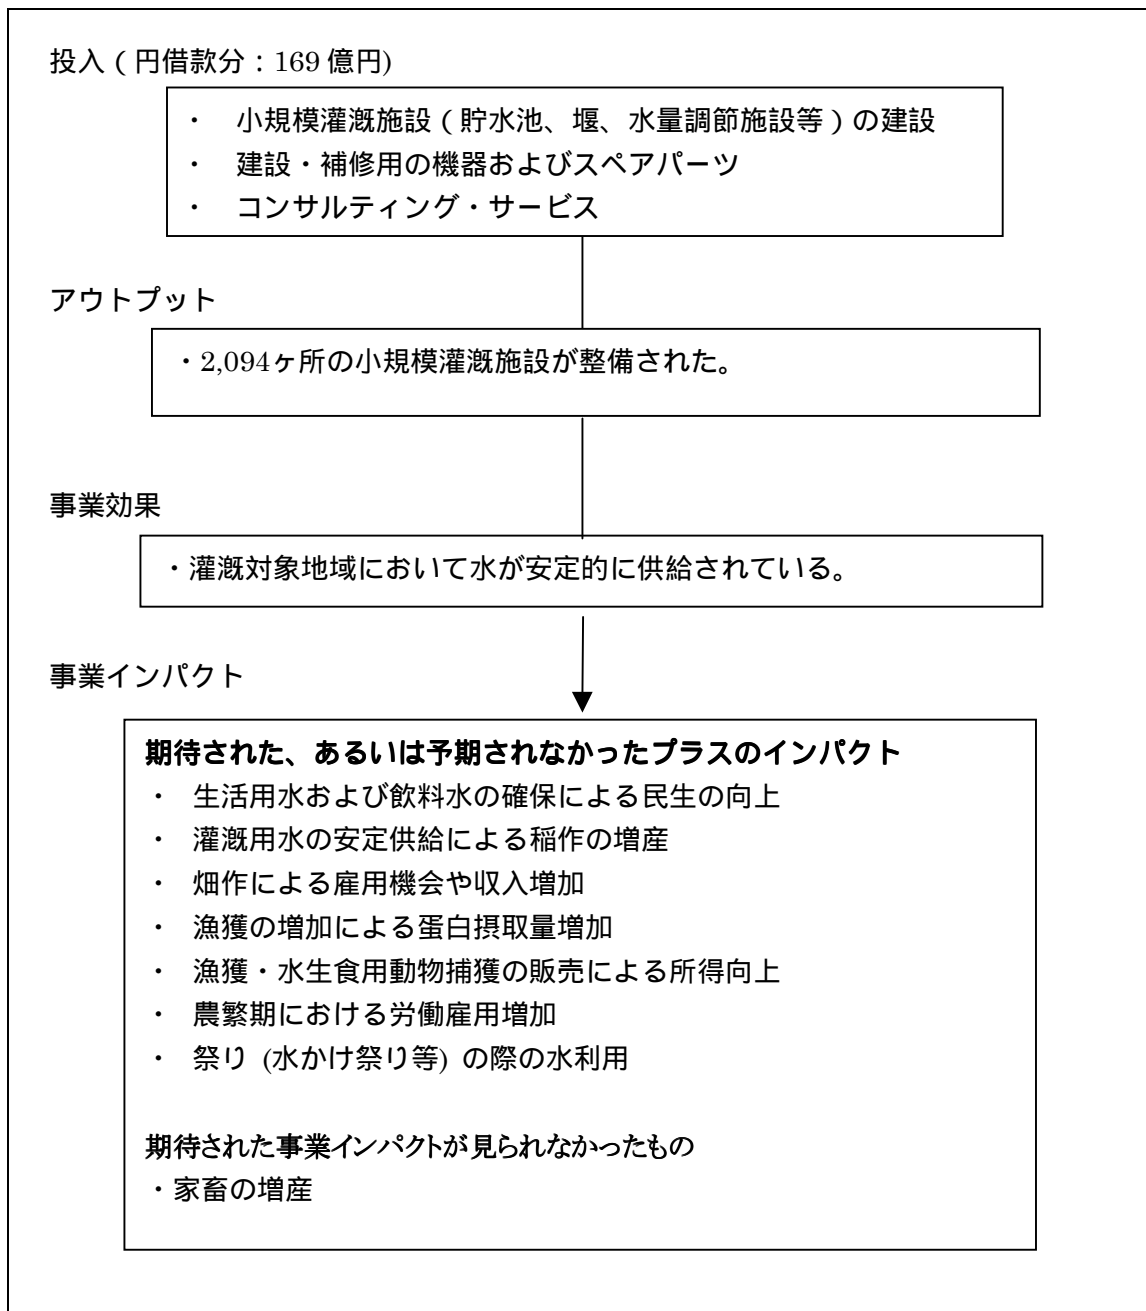 投入(円借款分:169 億円)
・ 小規模灌漑施設(貯水池、堰、水量調節施設等)の建設
・ 建設・補修用の機器およびスペアパーツ
・ コンサルティング・サービス
アウトプット
・2,094ヶ所の小規模灌漑施設が整備された。
事業効果
・灌漑対象地域において水が安定的に供給されている。
事業インパクト
期待された、あるいは予期されなかったプラスのインパクト
・ 生活用水および飲料水の確保による民生の向上
・ 灌漑用水の安定供給による稲作の増産
・ 畑作による雇用機会や収入増加
・ 漁獲の増加による蛋白摂取量増加
・ 漁獲・水生食用動物捕獲の販売による所得向上
・ 農繁期における労働雇用増加
・ 祭り (水かけ祭り等) の際の水利用
期待された事業インパクトが見られなかったもの
・家畜の増産